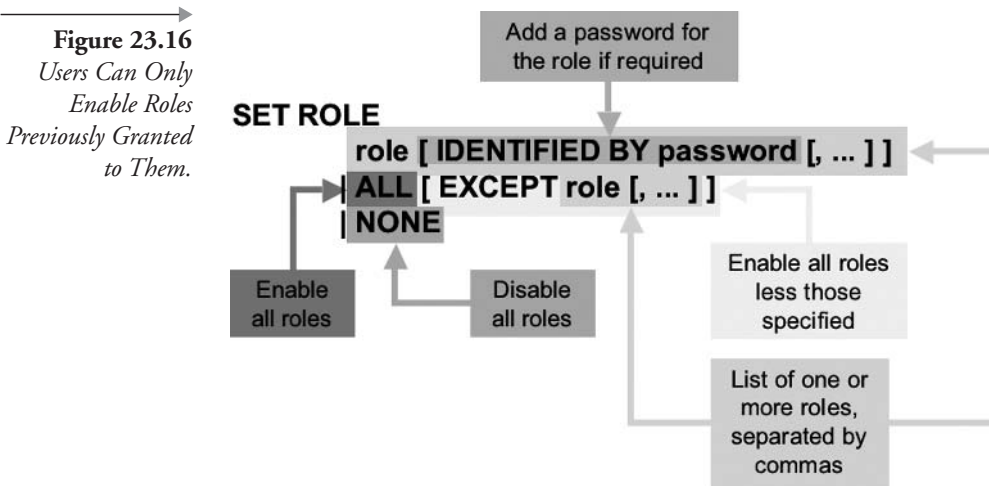 Figure 23.16
Users Can Only
Enable Roles
Previously Granted
to Them.
Add a password for
the role if required
SET ROLE
role [ IDENTIFIED BY password [, ... ] ]
| ALL [ EXCEPT role [, ... ] ]
| NONE
Enable
all roles
Disable
all roles
Enable all roles
less those
specified
List of one or
more roles,
separated by
commas